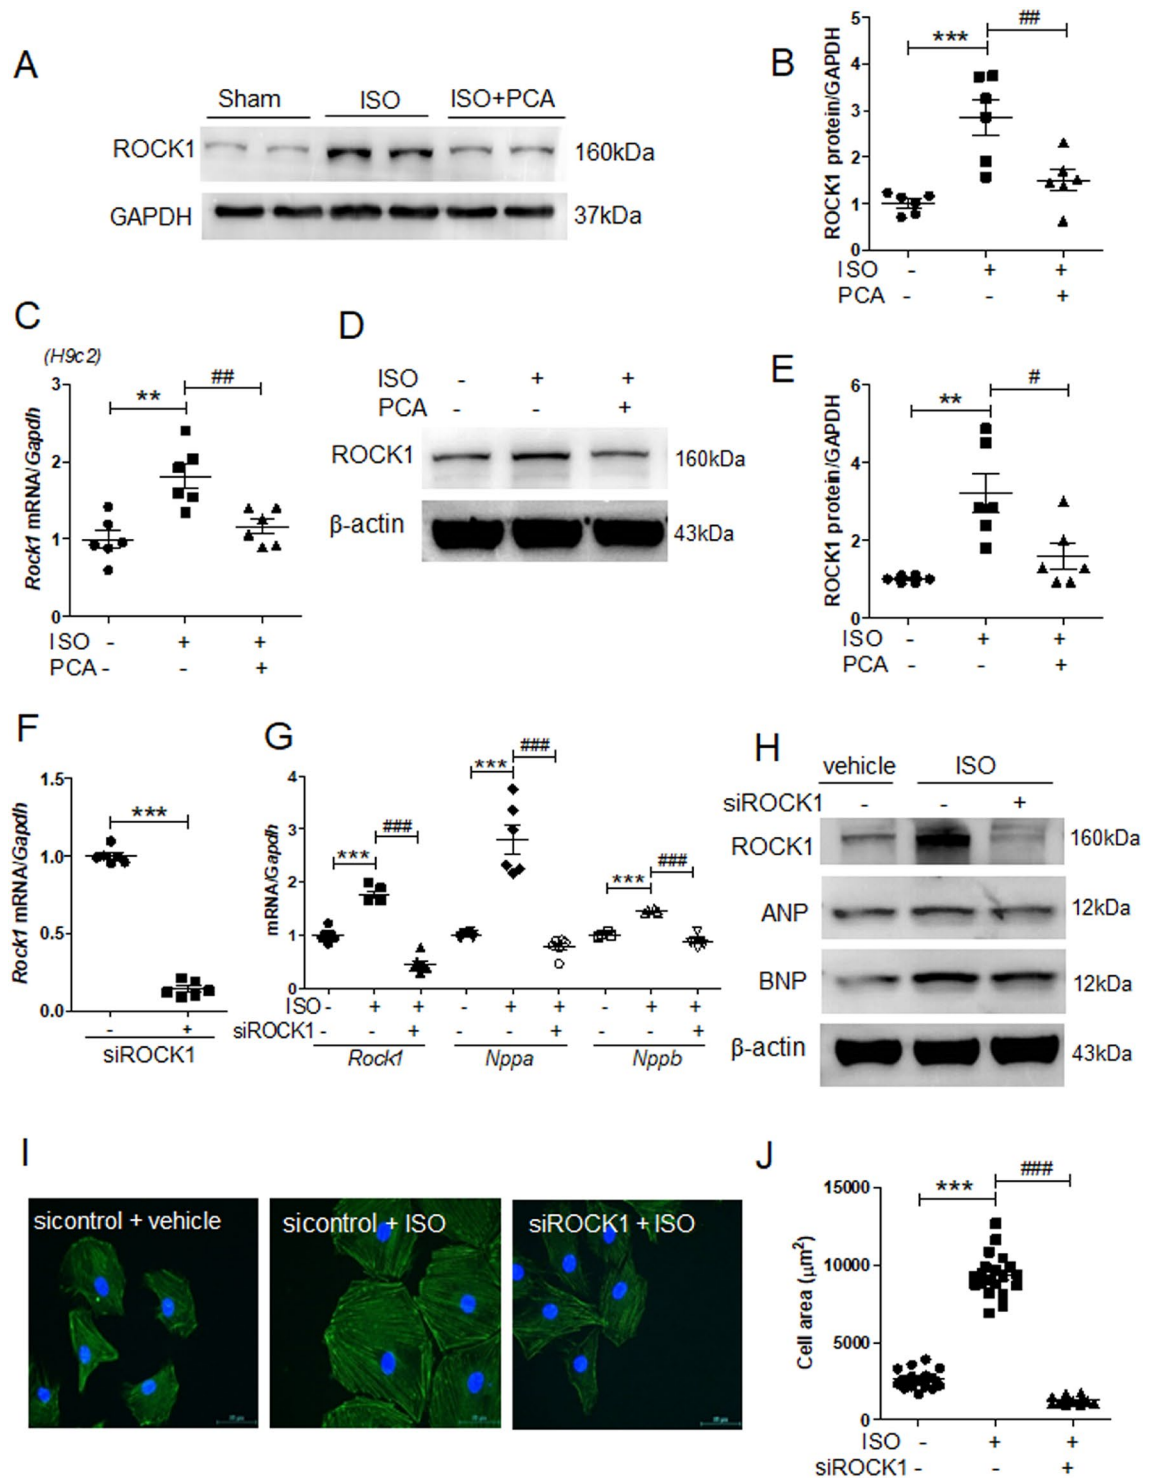 A
Sham ISO ISO+PCA
ROCK1 160kDa
GAPDH 37kDa
B
ROCK1 protein/GAPDH
5
4
3
2
1
0
*** ##
ISO - + +
PCA - - +
C
(H9c2)
Rock1 mRNA/Gapdh
3
2
1
0
** ##
ISO - + +
PCA - - +
D
ISO - + +
PCA - - +
ROCK1 160kDa
β-actin 43kDa
E
ROCK1 protein/GAPDH
6
4
2
0
** #
ISO - + +
PCA - - +
F
Rock1 mRNA/Gapdh
1.5
1.0
0.5
0.0
***
- +
siROCK1
G
mRNA/Gapdh
4
3
2
1
0
*** ### *** ### *** ###
ISO - + + - + + - + +
siROCK1 - - + - - + - - +
Rock1 Nppa Nppb
H
vehicle ISO
siROCK1 - - +
ROCK1 160kDa
ANP 12kDa
BNP 12kDa
β-actin 43kDa
I
sicontrol + vehicle
sicontrol + ISO
siROCK1 + ISO
J
Cell area (μm²)
15000
10000
5000
0
*** ###
ISO - + +
siROCK1 - - +